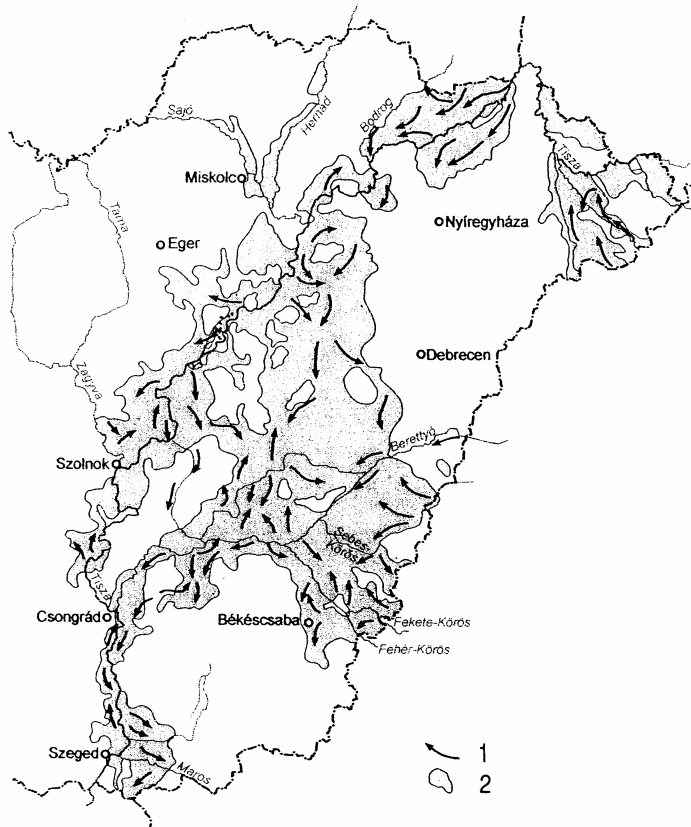 Sajó
Hernád
Bodrog
Tisza
Miskolc
Tarna
Nyíregyháza
Eger
Debrecen
Zagyva
Berettyó
Szolnok
Sebes-
Körös
Tisza
Csongrád
Békéscsaba
Fekete-Körös
Fehér-Körös
Szeged
Maros
1
2